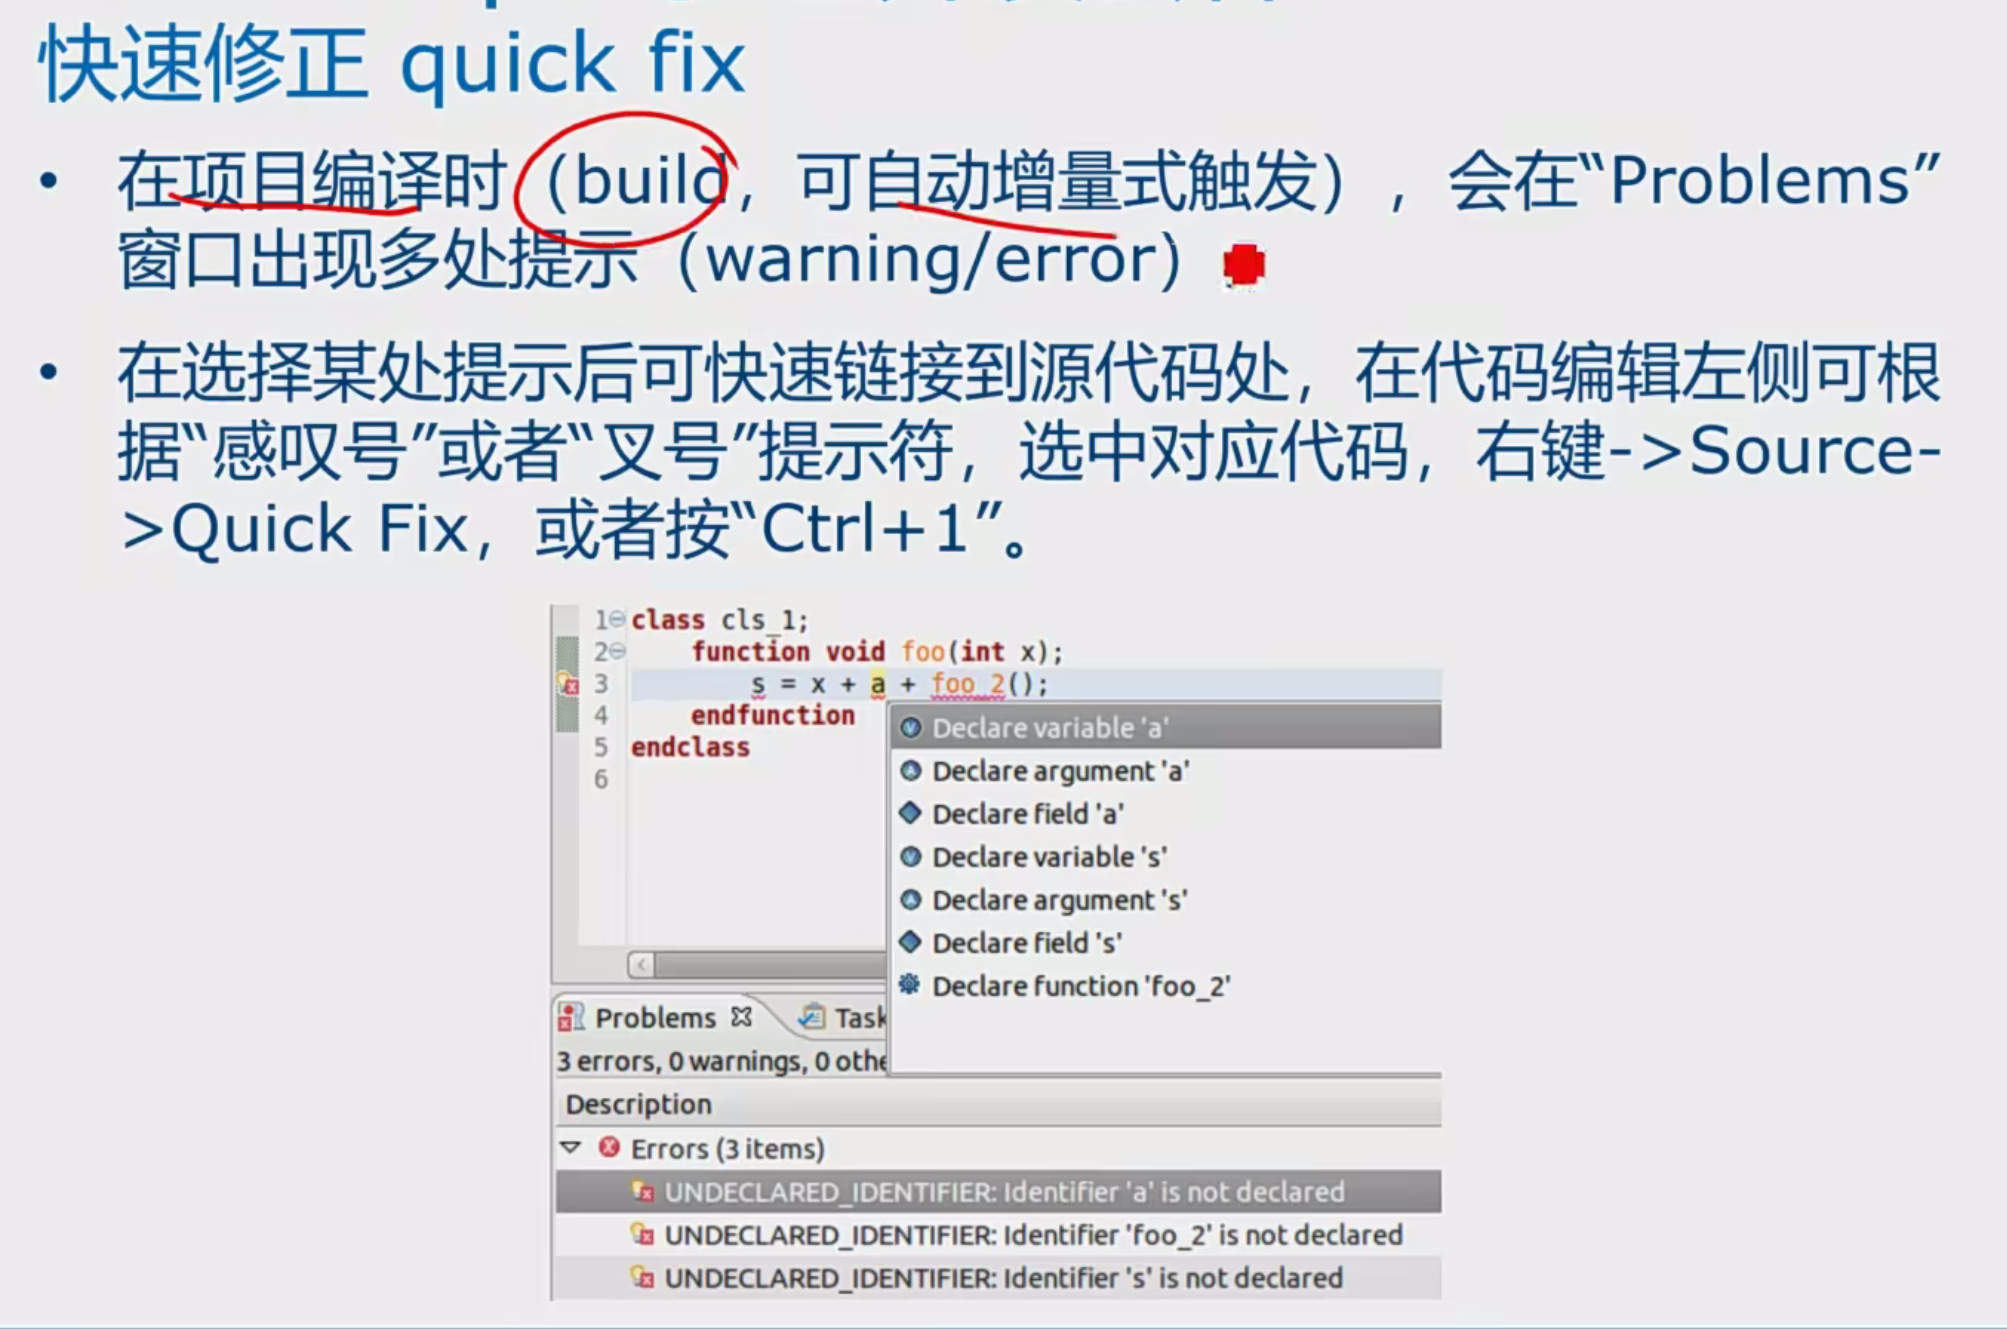 快速修正 quick fix
• 在项目编译时（build，可自动增量式触发），会在“Problems”
窗口出现多处提示（warning/error）
• 在选择某处提示后可快速链接到源代码处，在代码编辑左侧可根
据“感叹号”或者“叉号”提示符，选中对应代码，右键->Source-
>Quick Fix，或者按“Ctrl+1”。
1 class cls_1;
2 function void foo(int x);
3 s = x + a + foo_2();
4 endfunction
5 endclass
6
Declare variable 'a'
Declare argument 'a'
Declare field 'a'
Declare variable 's'
Declare argument 's'
Declare field 's'
Declare function 'foo_2'
Problems Task
3 errors, 0 warnings, 0 othe
Description
Errors (3 items)
UNDECLARED_IDENTIFIER: Identifier 'a' is not declared
UNDECLARED_IDENTIFIER: Identifier 'foo_2' is not declared
UNDECLARED_IDENTIFIER: Identifier 's' is not declared